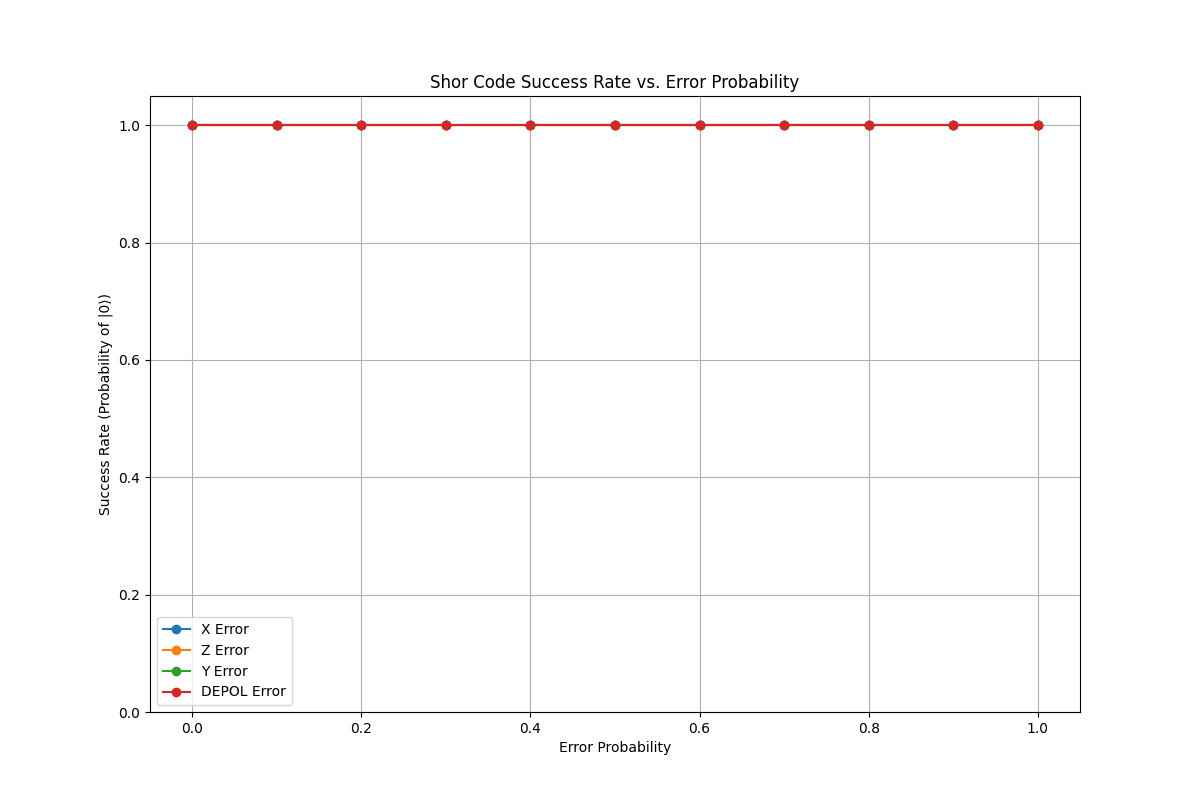 Shor Code Success Rate vs. Error Probability
1.0
0.8
0.6
0.4
0.2
0.0
Success Rate (Probability of |0⟩)
X Error
Z Error
Y Error
DEPOL Error
0.0 0.2 0.4 0.6 0.8 1.0
Error Probability